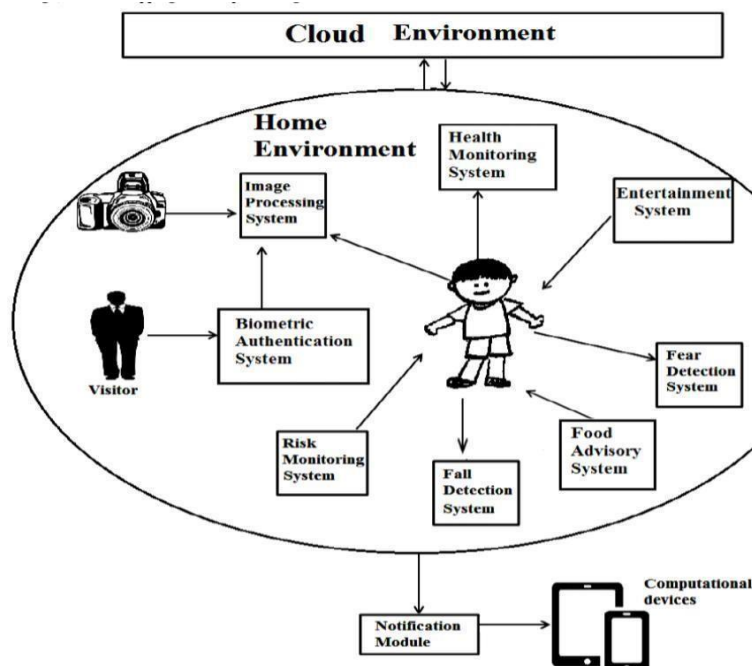 Cloud Environment
Home
Environment
Health
Monitoring
System
Image
Processing
System
Entertainment
System
Biometric
Authentication
System
Visitor
Fear
Detection
System
Risk
Monitoring
System
Fall
Detection
System
Food
Advisory
System
Computational
devices
Notification
Module